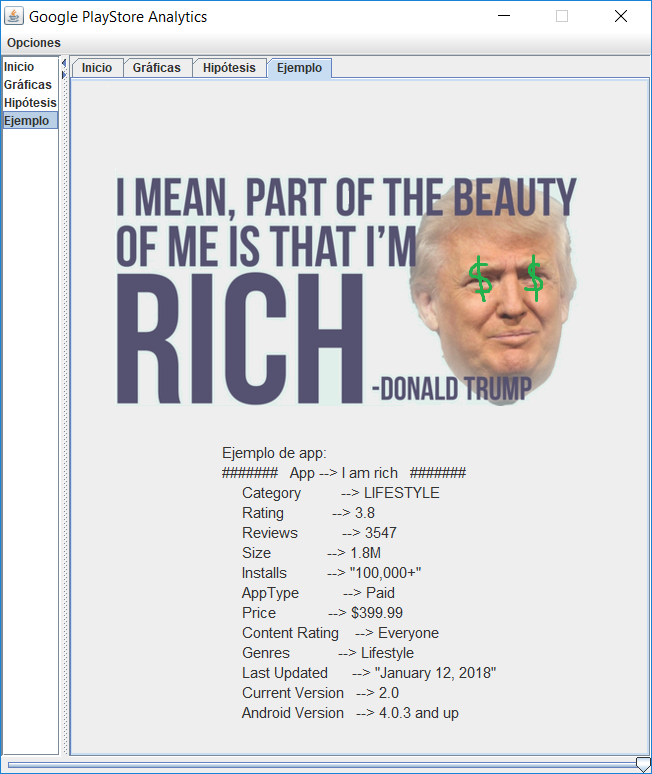 Google PlayStore Analytics
Opciones
Inicio
Gráficas
Hipótesis
Ejemplo
Inicio Gráficas Hipótesis Ejemplo
I MEAN, PART OF THE BEAUTY
OF ME IS THAT I'M
RICH
-DONALD TRUMP
$ $
Ejemplo de app:
####### App --> I am rich #######
Category --> LIFESTYLE
Rating --> 3.8
Reviews --> 3547
Size --> 1.8M
Installs --> "100,000+"
AppType --> Paid
Price --> $399.99
Content Rating --> Everyone
Genres --> Lifestyle
Last Updated --> "January 12, 2018"
Current Version --> 2.0
Android Version --> 4.0.3 and up